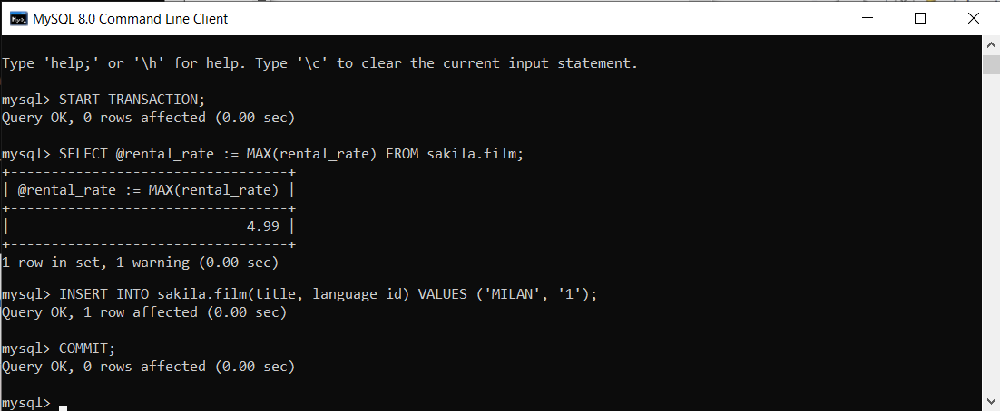 MySQL 8.0 Command Line Client
Type 'help;' or '\h' for help. Type '\c' to clear the current input statement.
mysql> START TRANSACTION;
Query OK, 0 rows affected (0.00 sec)
mysql> SELECT @rental_rate := MAX(rental_rate) FROM sakila.film;
+----------------------------------+
| @rental_rate := MAX(rental_rate) |
+----------------------------------+
|                             4.99 |
+----------------------------------+
1 row in set, 1 warning (0.00 sec)
mysql> INSERT INTO sakila.film(title, language_id) VALUES ('MILAN', '1');
Query OK, 1 row affected (0.00 sec)
mysql> COMMIT;
Query OK, 0 rows affected (0.00 sec)
mysql>